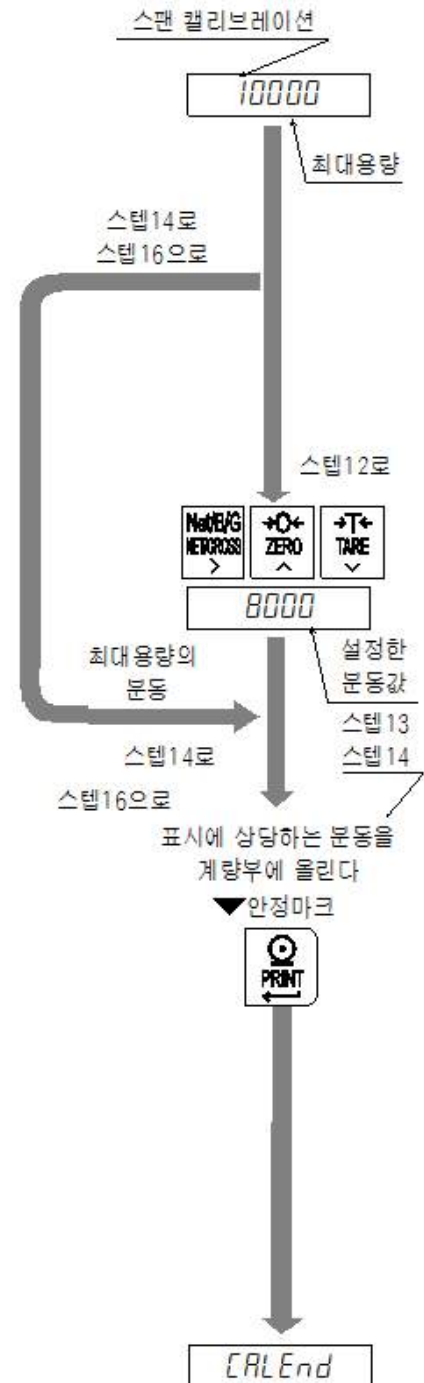 스팬 캘리브레이션
10000
최대용량
스텝14로
스텝16으로
스텝12로
Net/B/G
NET/GROSS
>
→O←
ZERO
^
→T←
TARE
v
8000
최대용량의
분동
설정한
분동값
스텝13
스텝14
스텝14로
스텝16으로
표시에 상당하는 분동을
계량부에 올린다
▼안정마크
PRINT
CALEnd